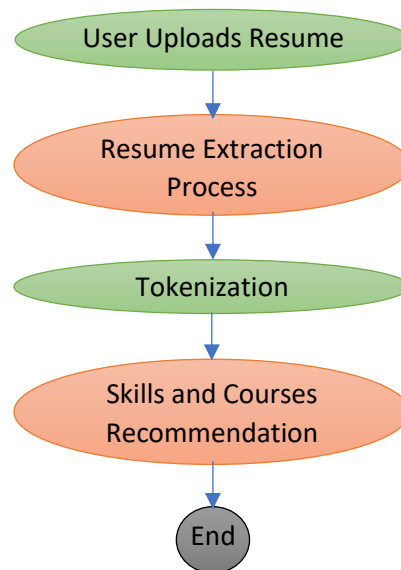 User Uploads Resume
Resume Extraction
Process
Tokenization
Skills and Courses
Recommendation
End